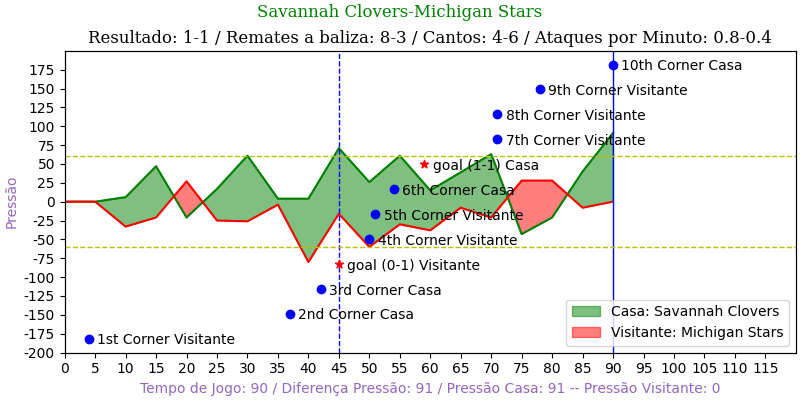 Savannah Clovers-Michigan Stars
Resultado: 1-1 / Remates a baliza: 8-3 / Cantos: 4-6 / Ataques por Minuto: 0.8-0.4
175
150
125
100
75
50
25
0
-25
-50
-75
-100
-125
-150
-175
-200
Pressão
10th Corner Casa
9th Corner Visitante
8th Corner Visitante
7th Corner Visitante
goal (1-1) Casa
6th Corner Casa
5th Corner Visitante
4th Corner Visitante
goal (0-1) Visitante
3rd Corner Casa
2nd Corner Casa
1st Corner Visitante
Casa: Savannah Clovers
Visitante: Michigan Stars
0 5 10 15 20 25 30 35 40 45 50 55 60 65 70 75 80 85 90 95 100 105 110 115
Tempo de Jogo: 90 / Diferença Pressão: 91 / Pressão Casa: 91 -- Pressão Visitante: 0